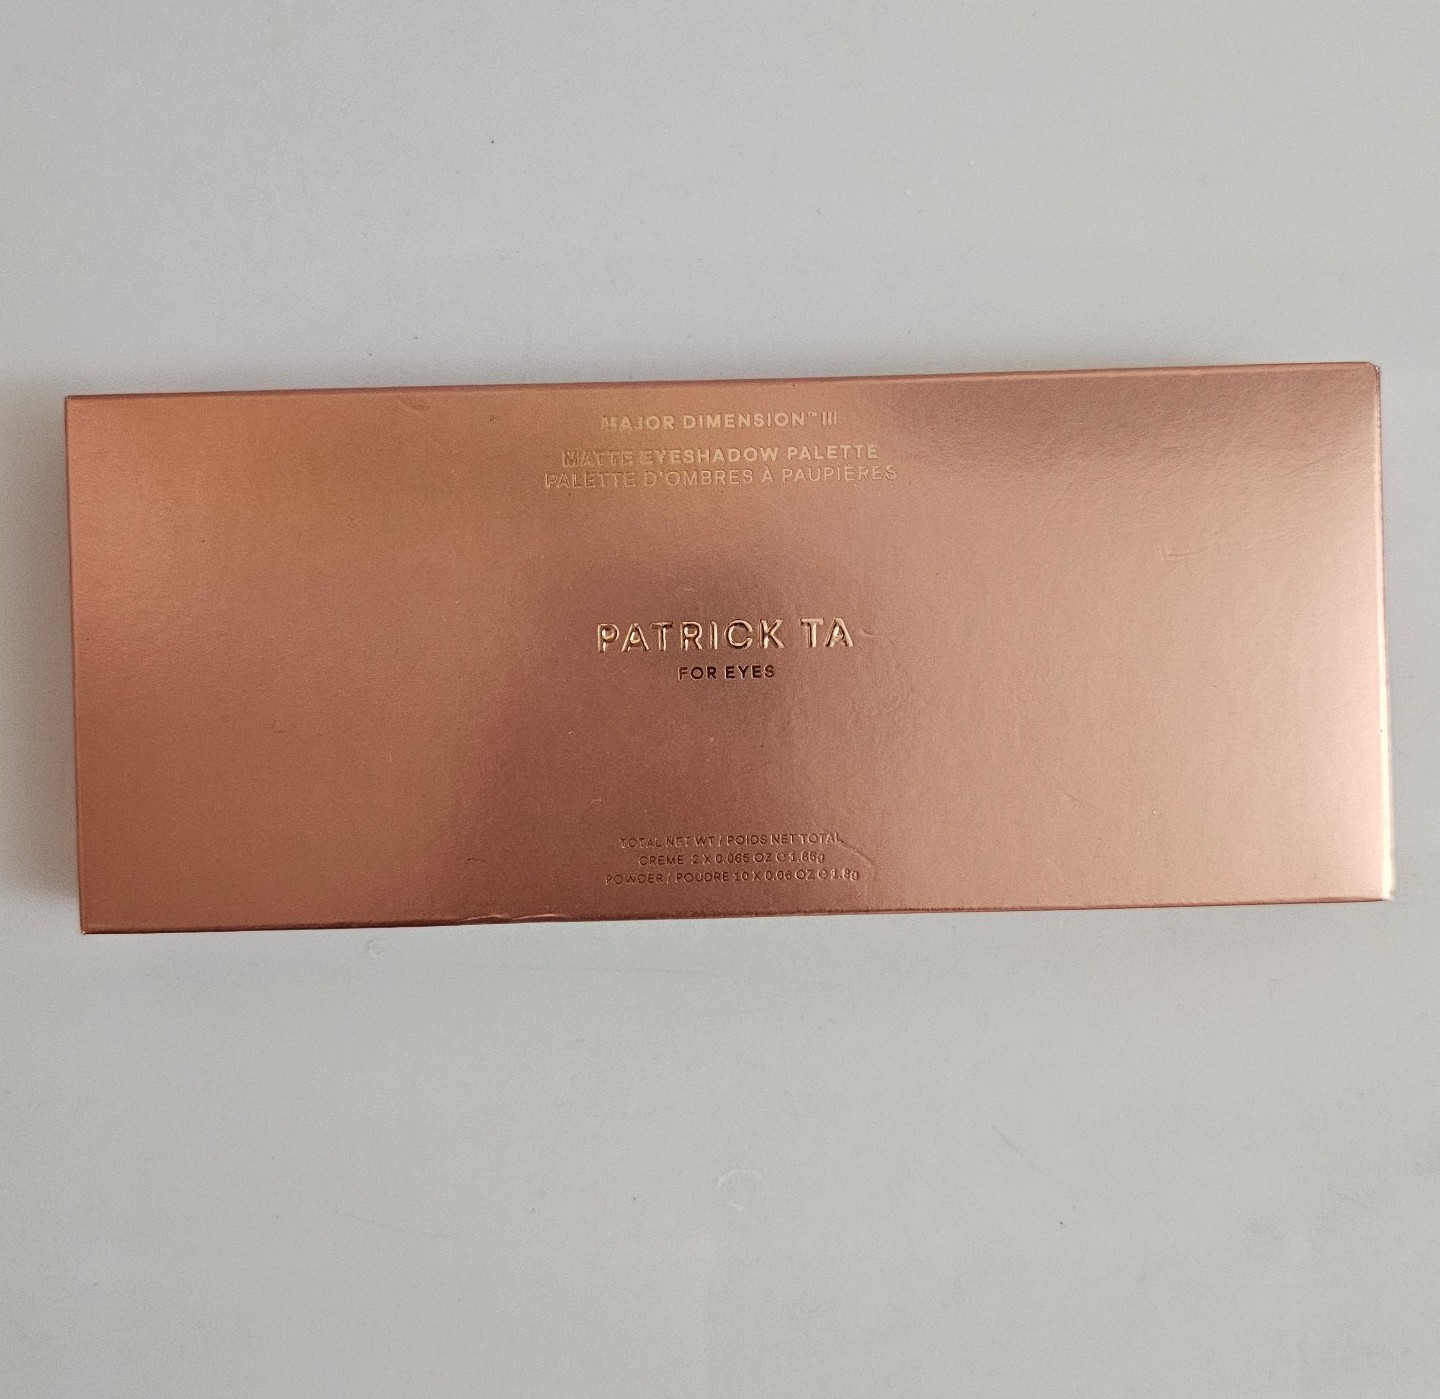 MAJOR DIMENSION™ III
MATTE EYESHADOW PALETTE
PALETTE D'OMBRES À PAUPIÈRES
PATRICK TA
FOR EYES
TOTAL NET WT / POIDS NET TOTAL
CRÈME 2 X 0.065 OZ ℮ 1.85g
POWDER / POUDRE 10 X 0.06 OZ ℮ 1.8g